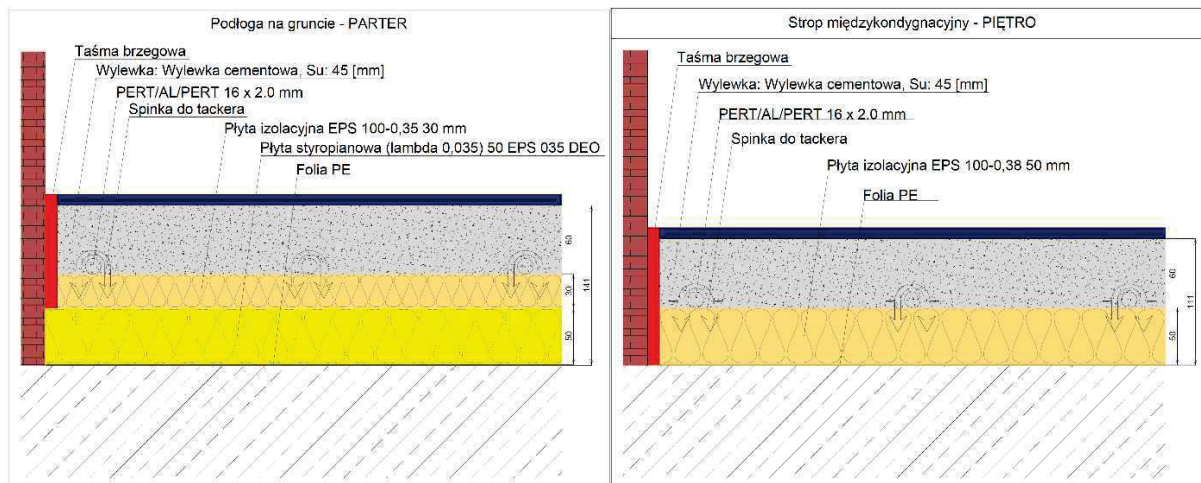 Podłoga na gruncie - PARTER
Taśma brzegowa
Wylewka: Wylewka cementowa, Su: 45 [mm]
PERT/AL/PERT 16 x 2.0 mm
Spinka do tackera
Płyta izolacyjna EPS 100-0,35 30 mm
Płyta styropianowa (lambda 0,035) 50 EPS 035 DEO
Folia PE
60
30
50
141
Strop międzykondygnacyjny - PIĘTRO
Taśma brzegowa
Wylewka: Wylewka cementowa, Su: 45 [mm]
PERT/AL/PERT 16 x 2.0 mm
Spinka do tackera
Płyta izolacyjna EPS 100-0,38 50 mm
Folia PE
60
50
111